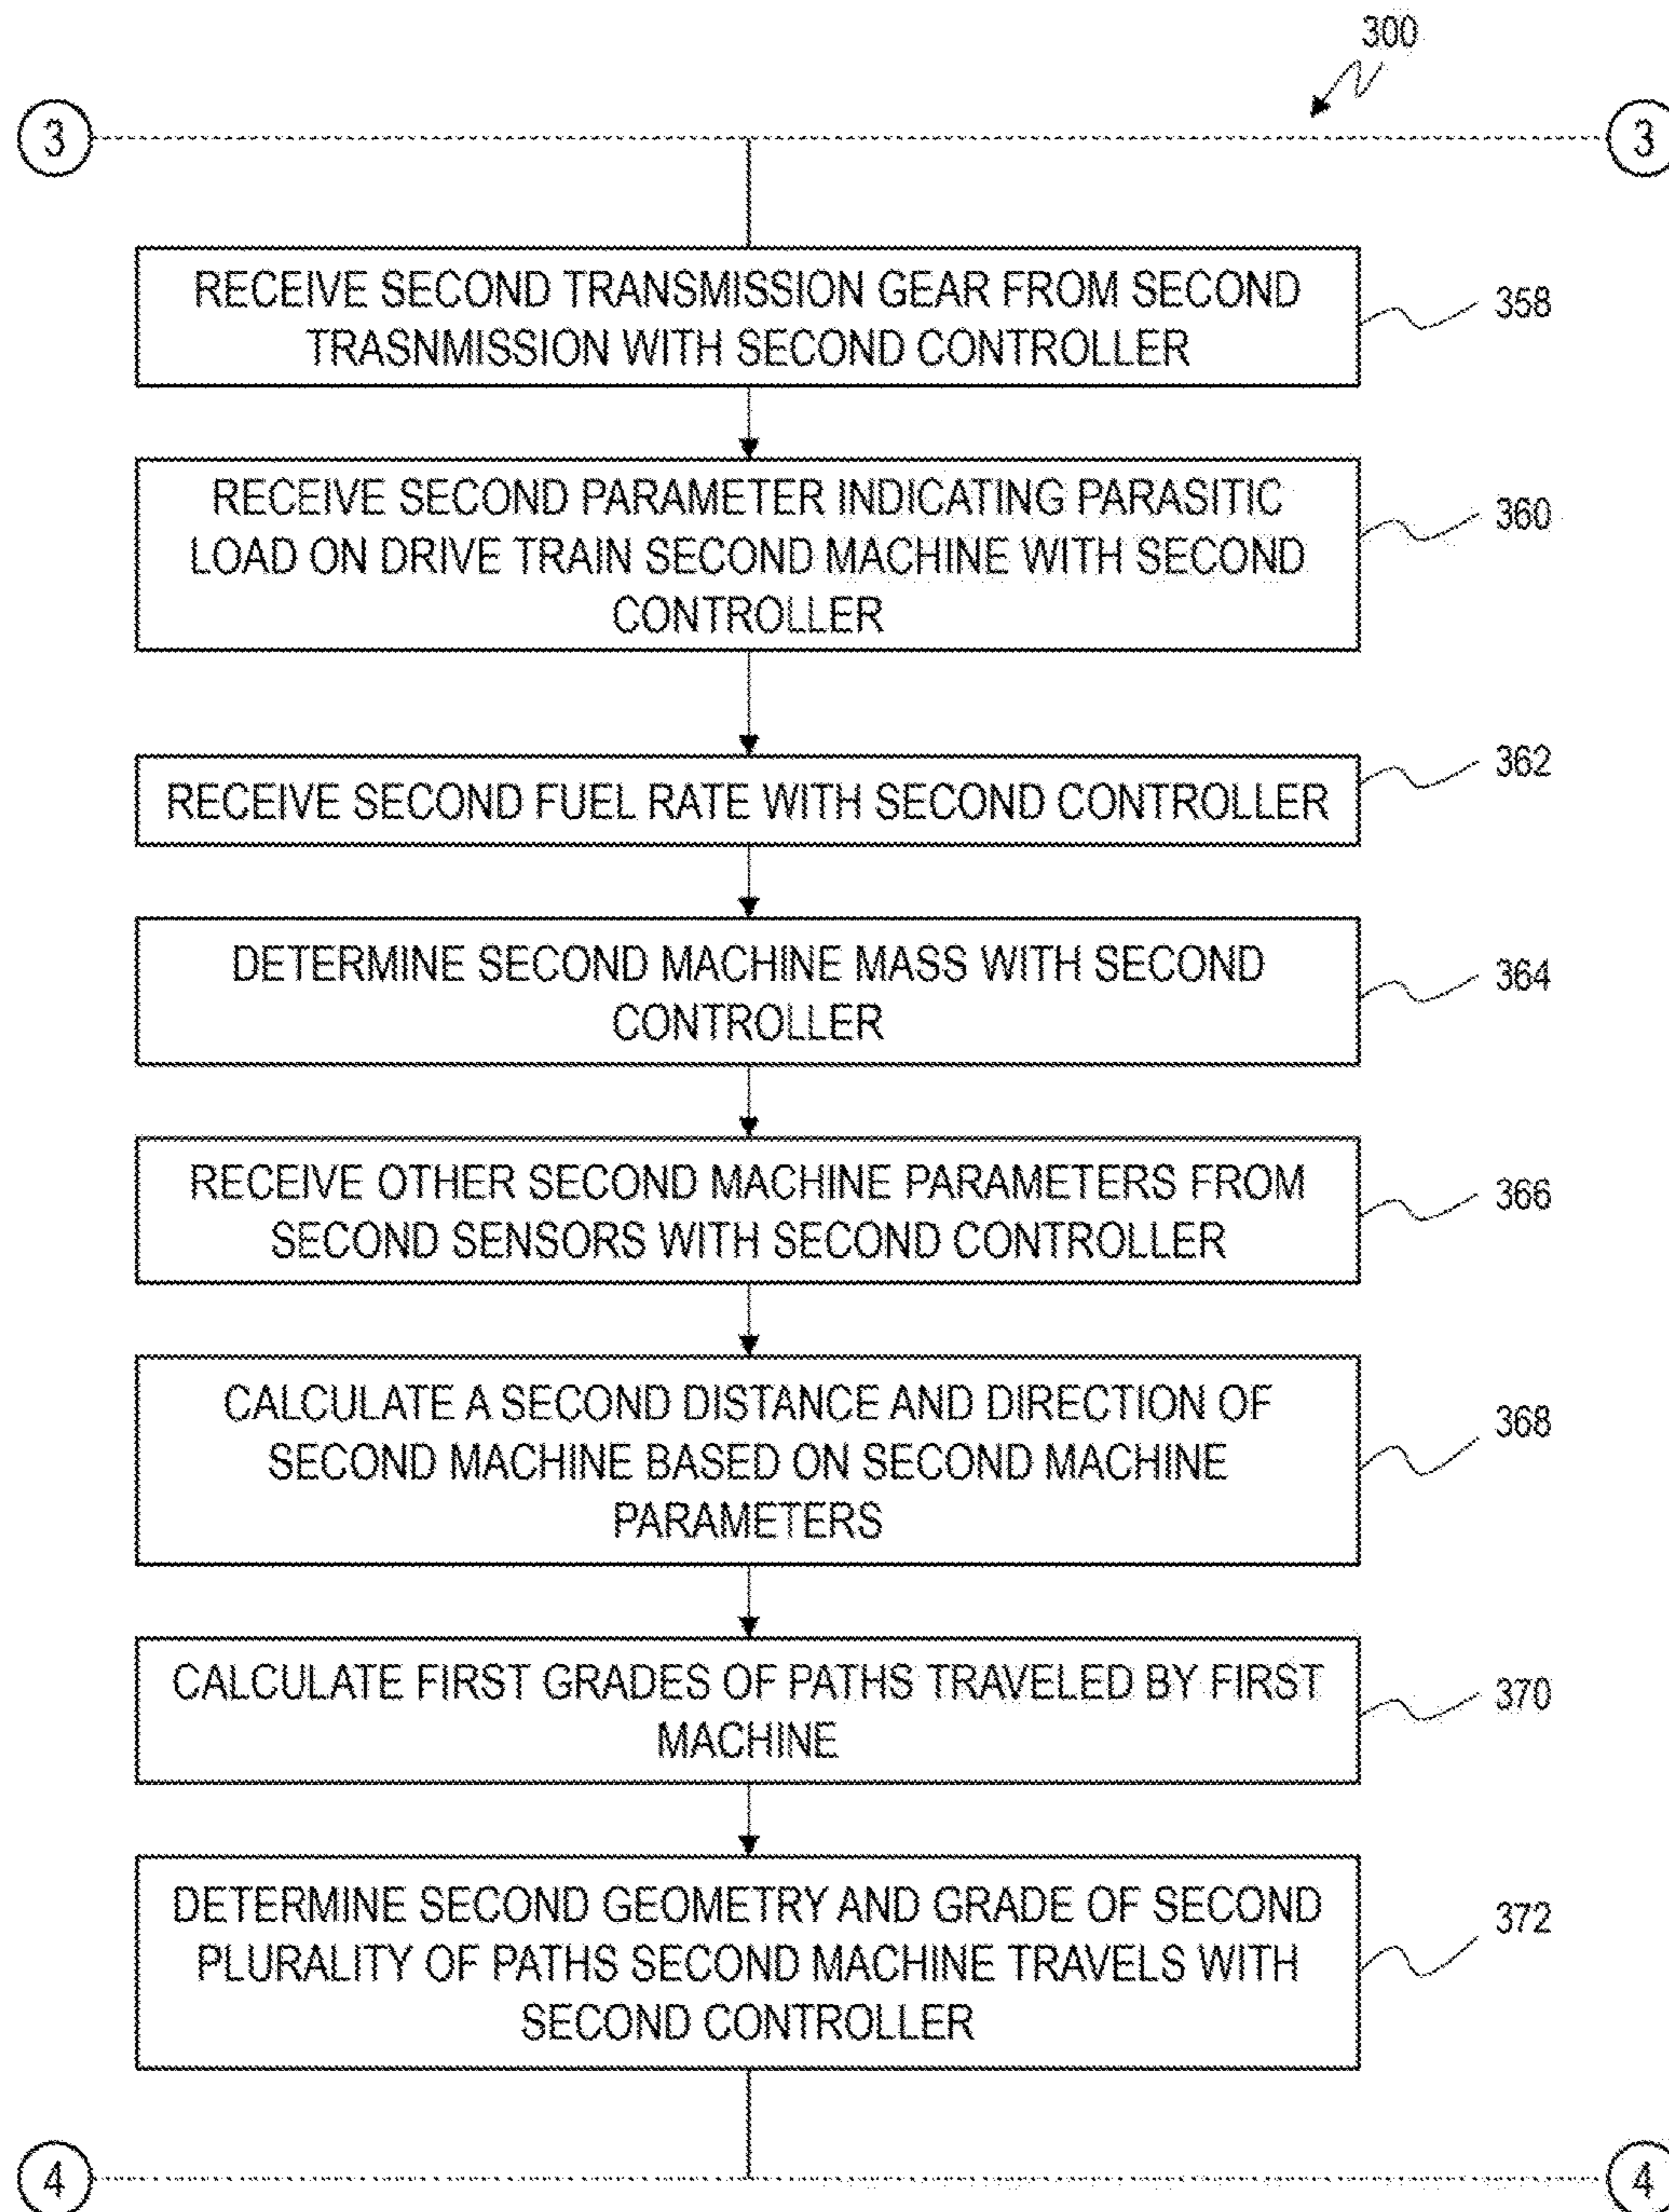 300
3 3
RECEIVE SECOND TRANSMISSION GEAR FROM SECOND
TRASNMISSION WITH SECOND CONTROLLER
358
RECEIVE SECOND PARAMETER INDICATING PARASITIC
LOAD ON DRIVE TRAIN SECOND MACHINE WITH SECOND
CONTROLLER
360
RECEIVE SECOND FUEL RATE WITH SECOND CONTROLLER
362
DETERMINE SECOND MACHINE MASS WITH SECOND
CONTROLLER
364
RECEIVE OTHER SECOND MACHINE PARAMETERS FROM
SECOND SENSORS WITH SECOND CONTROLLER
366
CALCULATE A SECOND DISTANCE AND DIRECTION OF
SECOND MACHINE BASED ON SECOND MACHINE
PARAMETERS
368
CALCULATE FIRST GRADES OF PATHS TRAVELED BY FIRST
MACHINE
370
DETERMINE SECOND GEOMETRY AND GRADE OF SECOND
PLURALITY OF PATHS SECOND MACHINE TRAVELS WITH
SECOND CONTROLLER
372
4 4